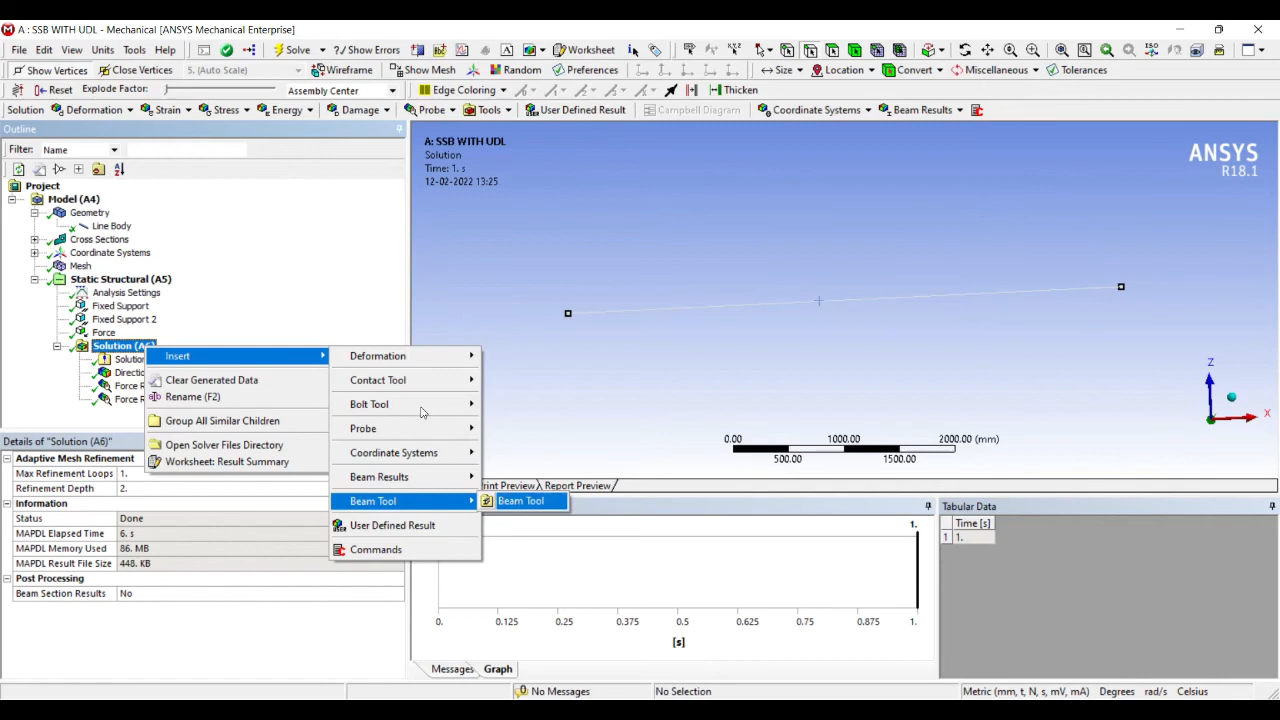 A : SSB WITH UDL - Mechanical [ANSYS Mechanical Enterprise]
File Edit View Units Tools Help Solve ?/ Show Errors Worksheet
Show Vertices Close Vertices 5. (Auto Scale) Wireframe Show Mesh Random Preferences Size Location Convert Miscellaneous Tolerances
Reset Explode Factor: Assembly Center Edge Coloring Thicken
Solution Deformation Strain Stress Energy Damage Probe Tools User Defined Result Campbell Diagram Coordinate Systems Beam Results
Outline
Filter: Name
Project
Model (A4)
Geometry
Line Body
Cross Sections
Coordinate Systems
Mesh
Static Structural (A5)
Analysis Settings
Fixed Support
Fixed Support 2
Force
Solution (A6)
Solution
Direc
Force R
Force R
Insert
Clear Generated Data
Rename (F2)
Group All Similar Children
Open Solver Files Directory
Worksheet: Result Summary
Deformation
Contact Tool
Bolt Tool
Probe
Coordinate Systems
Beam Results
Beam Tool
User Defined Result
Commands
Beam Tool
A: SSB WITH UDL
Solution
Time: 1. s
12-02-2022 13:25
ANSYS
R18.1
0.00 1000.00 2000.00 (mm)
500.00 1500.00
Z
X
Details of "Solution (A6)"
Adaptive Mesh Refinement
Max Refinement Loops 1.
Refinement Depth 2.
Information
Status Done
MAPDL Elapsed Time 6. s
MAPDL Memory Used 86. MB
MAPDL Result File Size 448. KB
Post Processing
Beam Section Results No
int Preview Report Preview
1.
0. 0.125 0.25 0.375 0.5 0.625 0.75 0.875 1.
[s]
Messages Graph
Tabular Data
Time [s]
1 1.
No Messages No Selection Metric (mm, t, N, s, mV, mA) Degrees rad/s Celsius